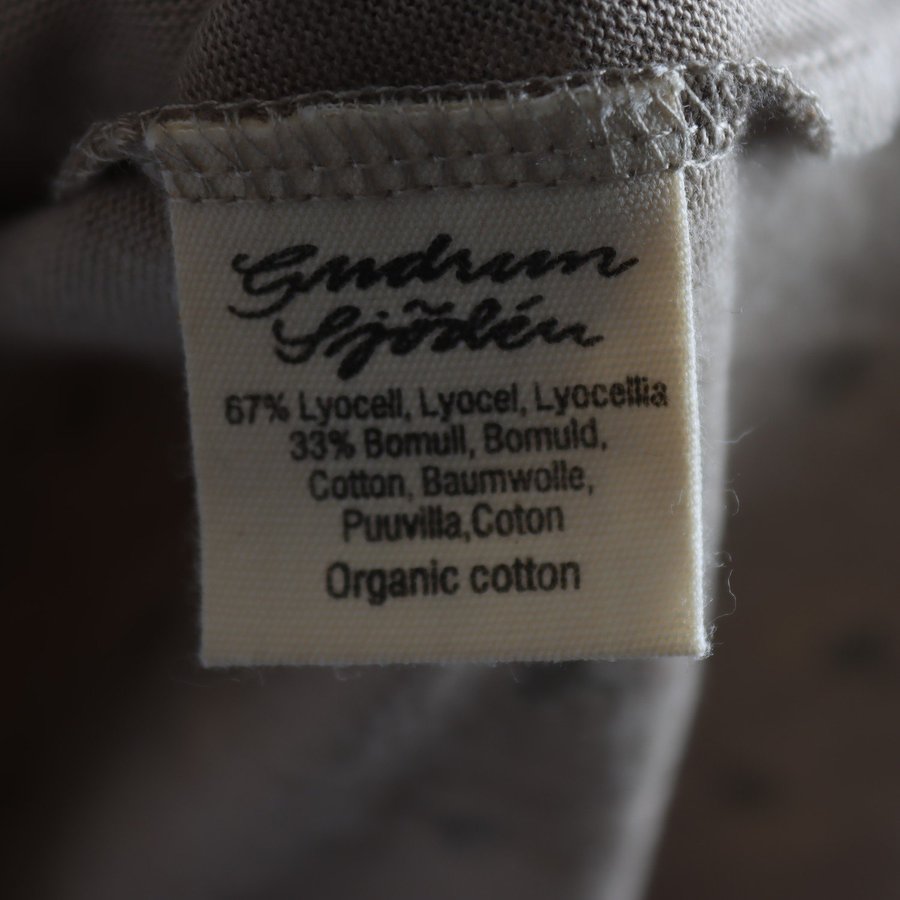 Gudrun
Sjödén
67% Lyocell, Lyocel, Lyocellia
33% Bomull, Bomuld,
Cotton, Baumwolle,
Puuvilla,Coton
Organic cotton